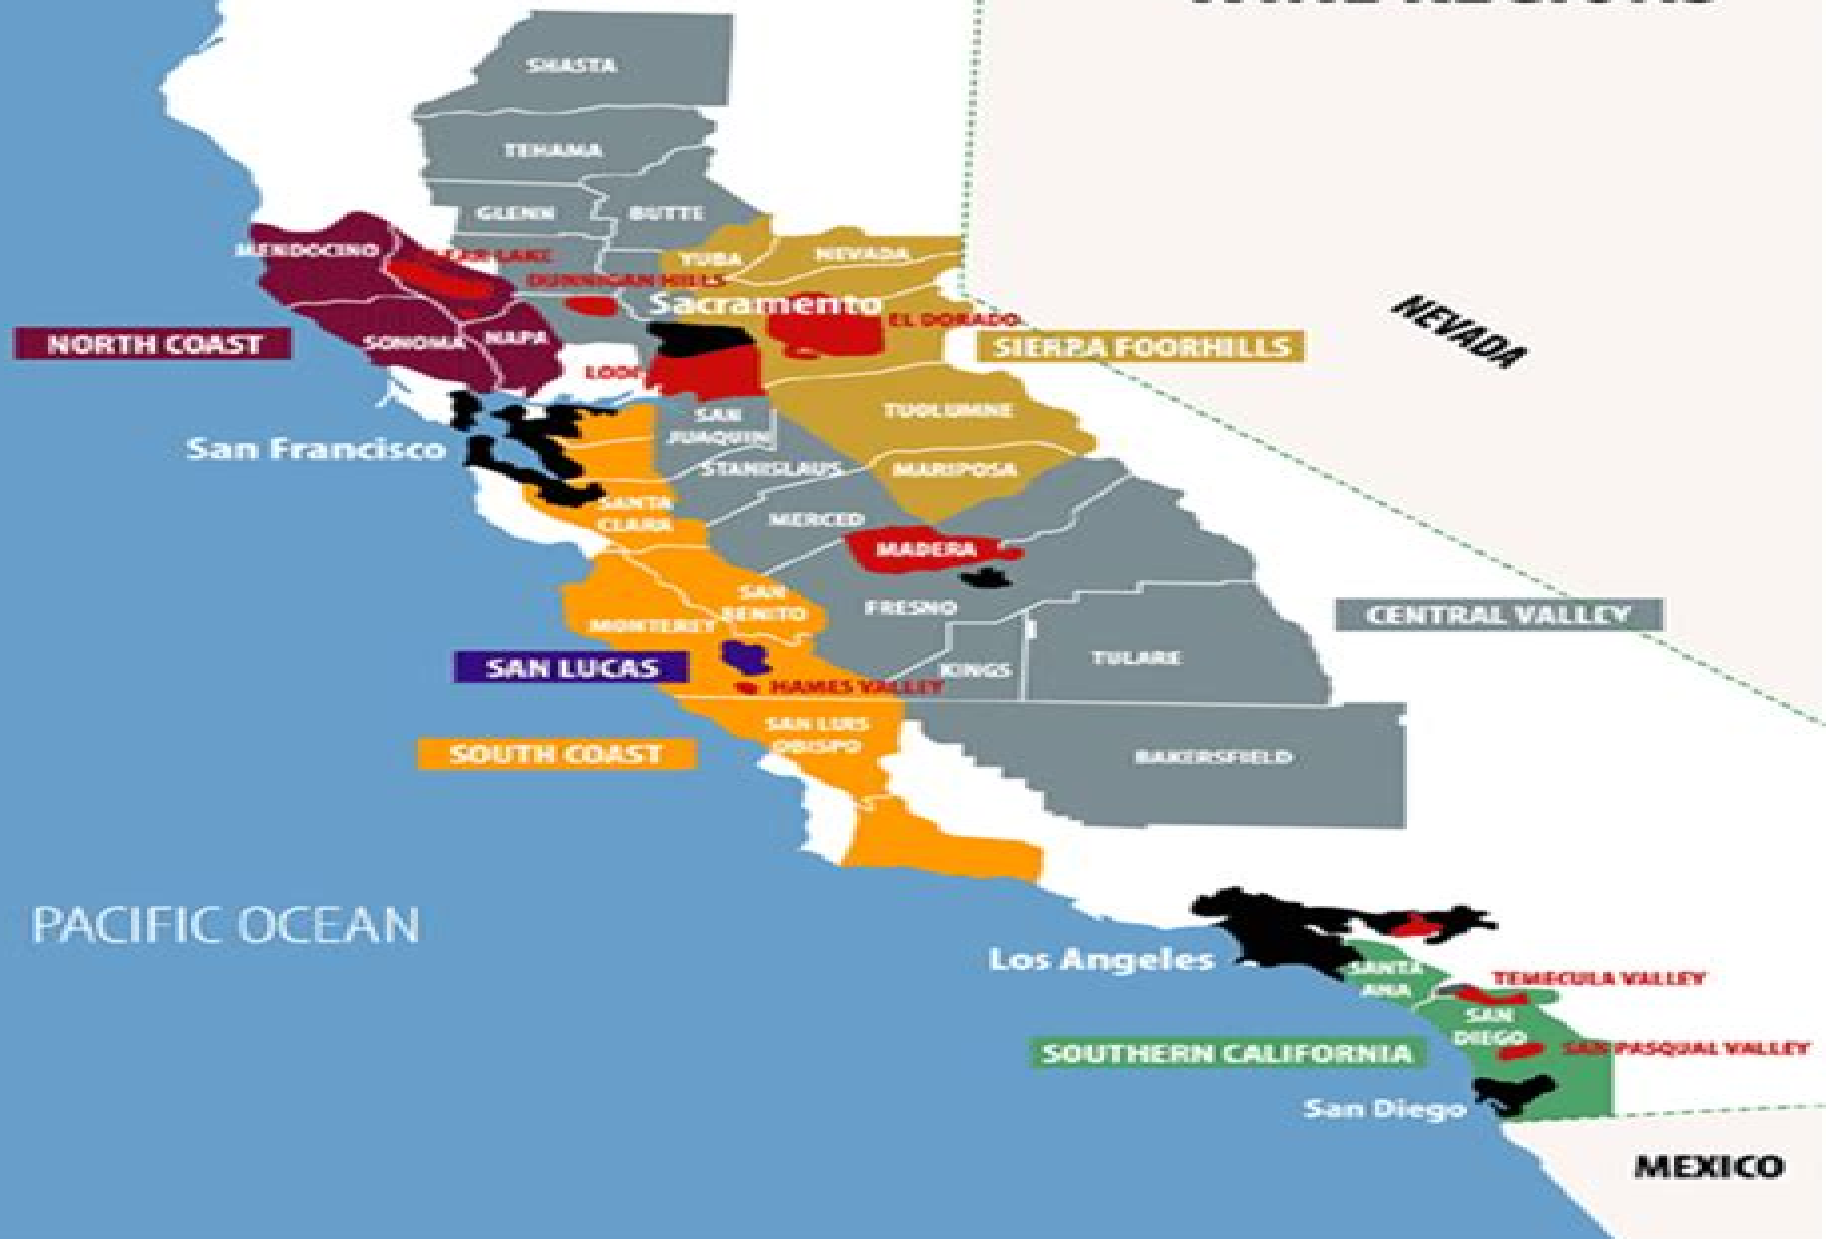 SHASTA
TEHAMA
GLENN
BUTTE
MENDOCINO
YUBA
NEVADA
DUNNIGAN HILLS
Sacramento
EL DORADO
NORTH COAST
SONOMA
NAPA
SIERRA FOORHILLS
NEVADA
TUOLUMNE
SAN
JUAQUIN
San Francisco
STANISLAUS
MARIPOSA
SANTA
CLARA
MERCED
MADERA
SAN
BENITO
FRESNO
CENTRAL VALLEY
MONTEREY
SAN LUCAS
KINGS
TULARE
HAMES VALLEY
SAN LUIS
OBISPO
SOUTH COAST
BAKERSFIELD
PACIFIC OCEAN
Los Angeles
SANTA
ANA
TEMECULA VALLEY
SAN
DIEGO
SAN PASQUAL VALLEY
SOUTHERN CALIFORNIA
San Diego
MEXICO